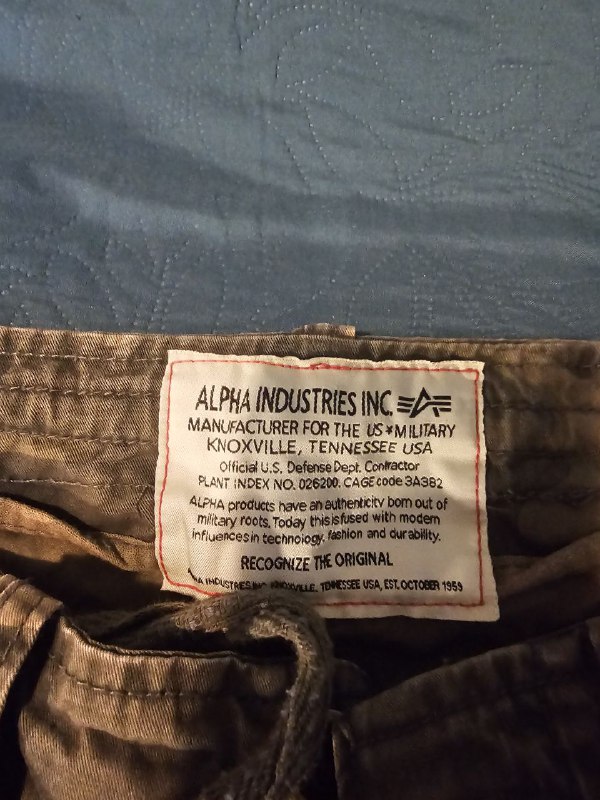 ALPHA INDUSTRIES INC.
MANUFACTURER FOR THE US MILITARY
KNOXVILLE, TENNESSEE USA
Official U.S. Defense Dept. Contractor
PLANT INDEX NO. 026200. CAGE code 3A3B2
ALPHA products have an authenticity born out of
military roots. Today this is fused with modern
influences in technology, fashion and durability.
RECOGNIZE THE ORIGINAL
INDUSTRIES INC. KNOXVILLE, TENNESSEE USA, EST. OCTOBER 1959